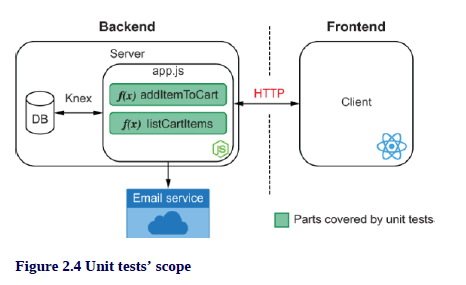 Backend
Frontend
Server
app.js
f(x) addItemToCart
Knex
HTTP
Client
DB
f(x) listCartItems
JS
Email service
Parts covered by unit tests
Figure 2.4 Unit tests’ scope